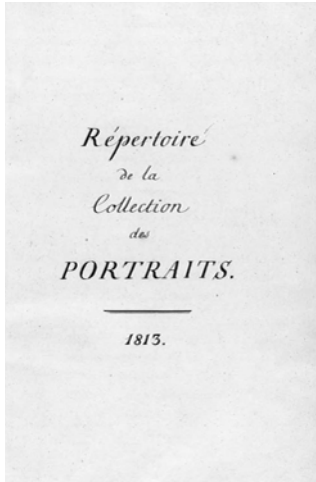 Répertoire
de la
Collection
des
PORTRAITS.
1813.